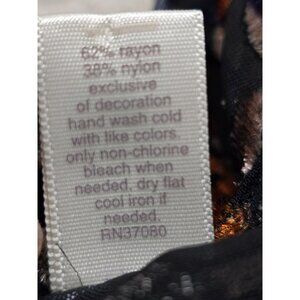 62% rayon
38% nylon
exclusive
of decoration
hand wash cold
with like colors.
only non-chlorine
bleach when
needed. dry flat
cool iron if
needed.
RN37080